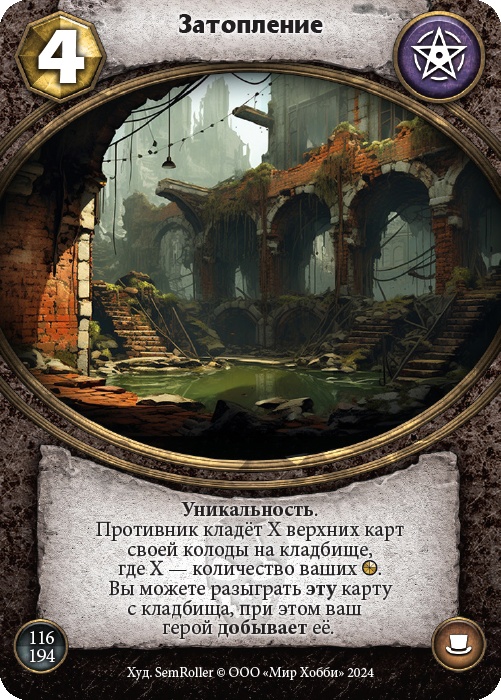 4
Затопление
Уникальность.
Противник кладёт X верхних карт
своей колоды на кладбище,
где X — количество ваших .
Вы можете разыграть эту карту
с кладбища, при этом ваш
герой добывает её.
116
194
Худ. SemRoller © ООО «Мир Хобби» 2024